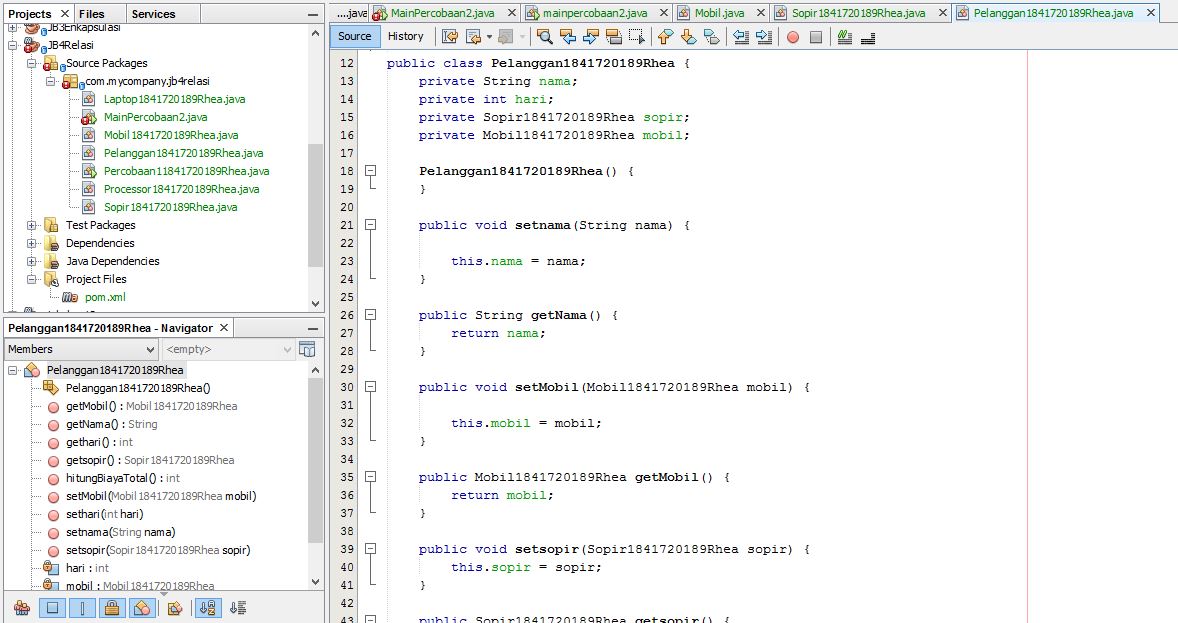 Projects × Files Services
JB3Enkapsulasi
JB4Relasi
Source Packages
com.mycompany.jb4relasi
Laptop1841720189Rhea.java
MainPercobaan2.java
Mobil1841720189Rhea.java
Pelanggan1841720189Rhea.java
Percobaan11841720189Rhea.java
Processor1841720189Rhea.java
Sopir1841720189Rhea.java
Test Packages
Dependencies
Java Dependencies
Project Files
pom.xml
Pelanggan1841720189Rhea - Navigator ×
Members <empty>
Pelanggan1841720189Rhea
Pelanggan1841720189Rhea()
getMobil() : Mobil1841720189Rhea
getNama() : String
gethari() : int
getsopir() : Sopir1841720189Rhea
hitungBiayaTotal() : int
setMobil(Mobil1841720189Rhea mobil)
sethari(int hari)
setnama(String nama)
setsopir(Sopir1841720189Rhea sopir)
hari : int
mobil : Mobil1841720189Rhea
....java MainPercobaan2.java × mainpercobaan2.java × Mobil.java × Sopir1841720189Rhea.java × Pelanggan1841720189Rhea.java ×
Source History
12 public class Pelanggan1841720189Rhea {
13 private String nama;
14 private int hari;
15 private Sopir1841720189Rhea sopir;
16 private Mobil1841720189Rhea mobil;
17
18 Pelanggan1841720189Rhea() {
19 }
20
21 public void setnama(String nama) {
22
23 this.nama = nama;
24 }
25
26 public String getNama() {
27 return nama;
28 }
29
30 public void setMobil(Mobil1841720189Rhea mobil) {
31
32 this.mobil = mobil;
33 }
34
35 public Mobil1841720189Rhea getMobil() {
36 return mobil;
37 }
38
39 public void setsopir(Sopir1841720189Rhea sopir) {
40 this.sopir = sopir;
41 }
42
43 public Sopir1841720189Rhea getsopir() {